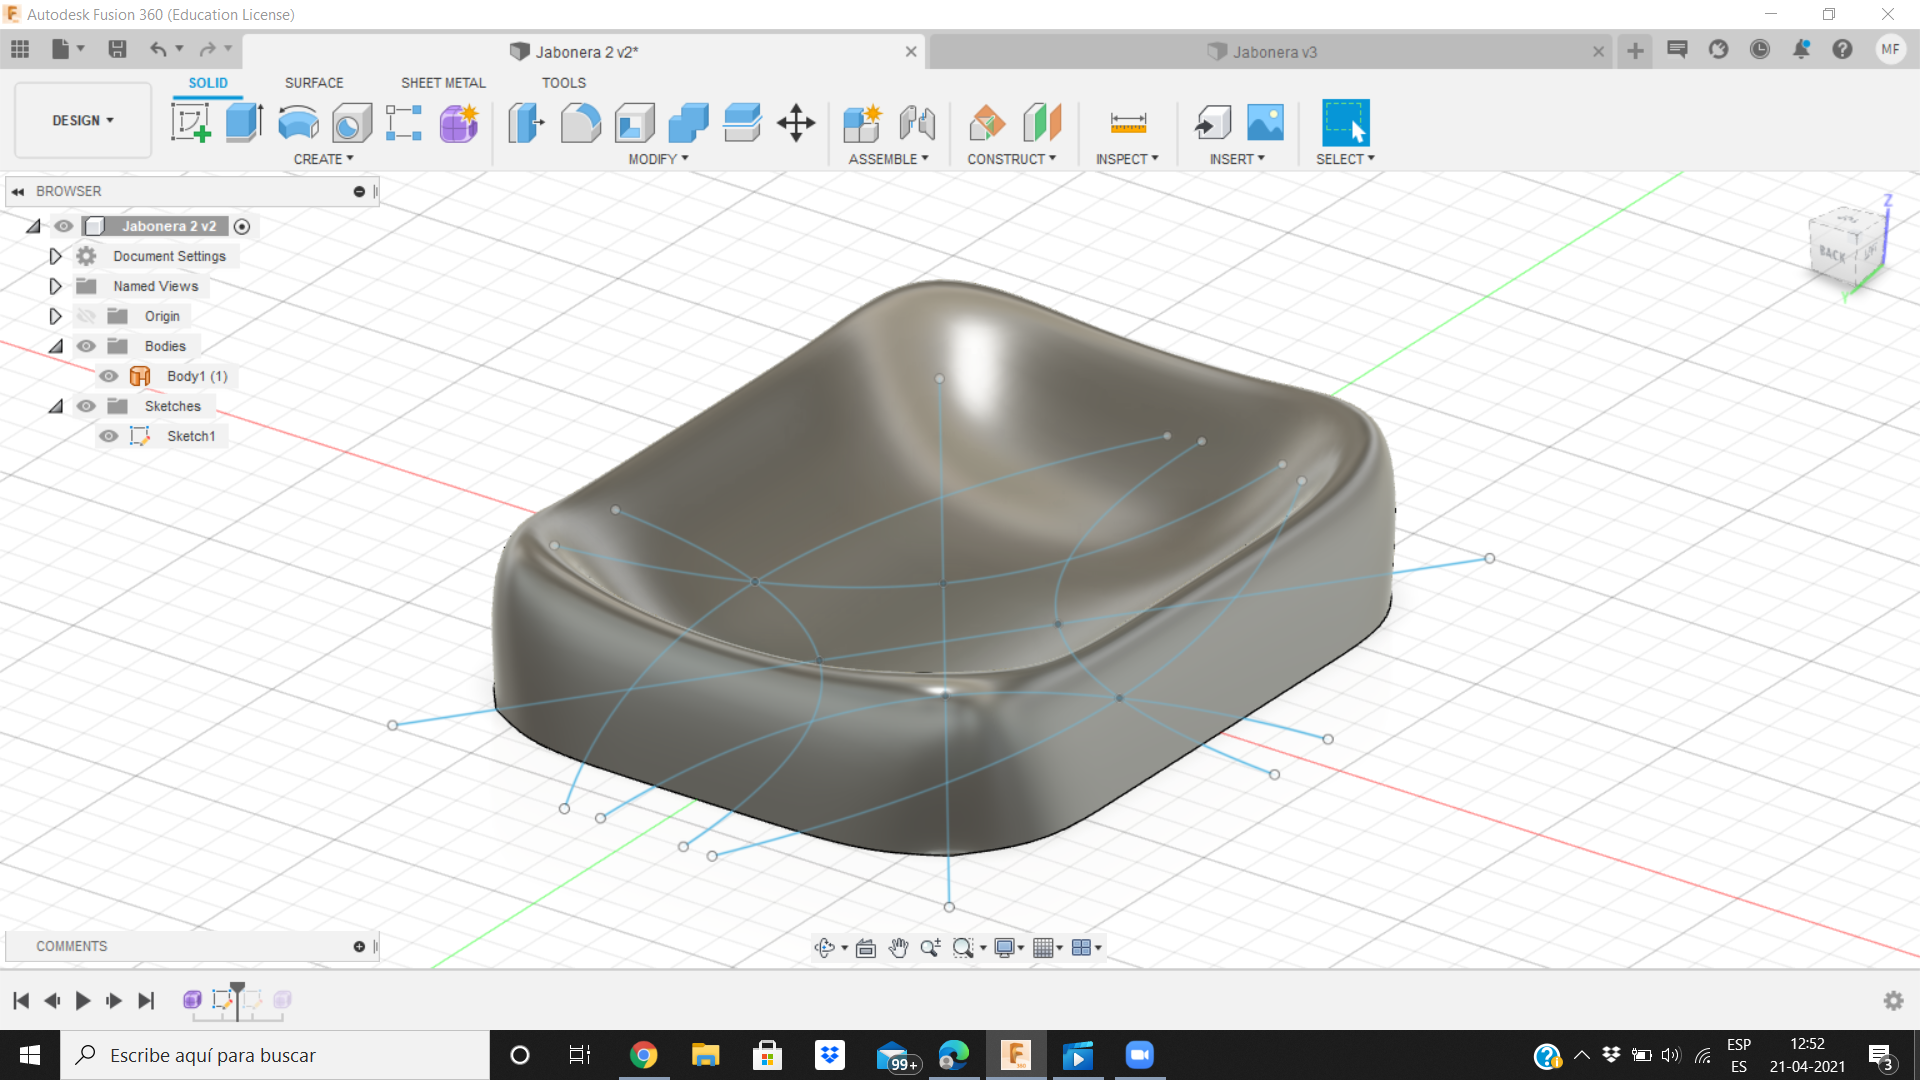 Autodesk Fusion 360 (Education License)
Jabonera 2 v2*
Jabonera v3
MF
SOLID
SURFACE
SHEET METAL
TOOLS
DESIGN
CREATE
MODIFY
ASSEMBLE
CONSTRUCT
INSPECT
INSERT
SELECT
BROWSER
Jabonera 2 v2
Document Settings
Named Views
Origin
Bodies
Body1 (1)
Sketches
Sketch1
Z
BACK
Y
COMMENTS
Escribe aquí para buscar
99+
ESP
ES
12:52
21-04-2021
3